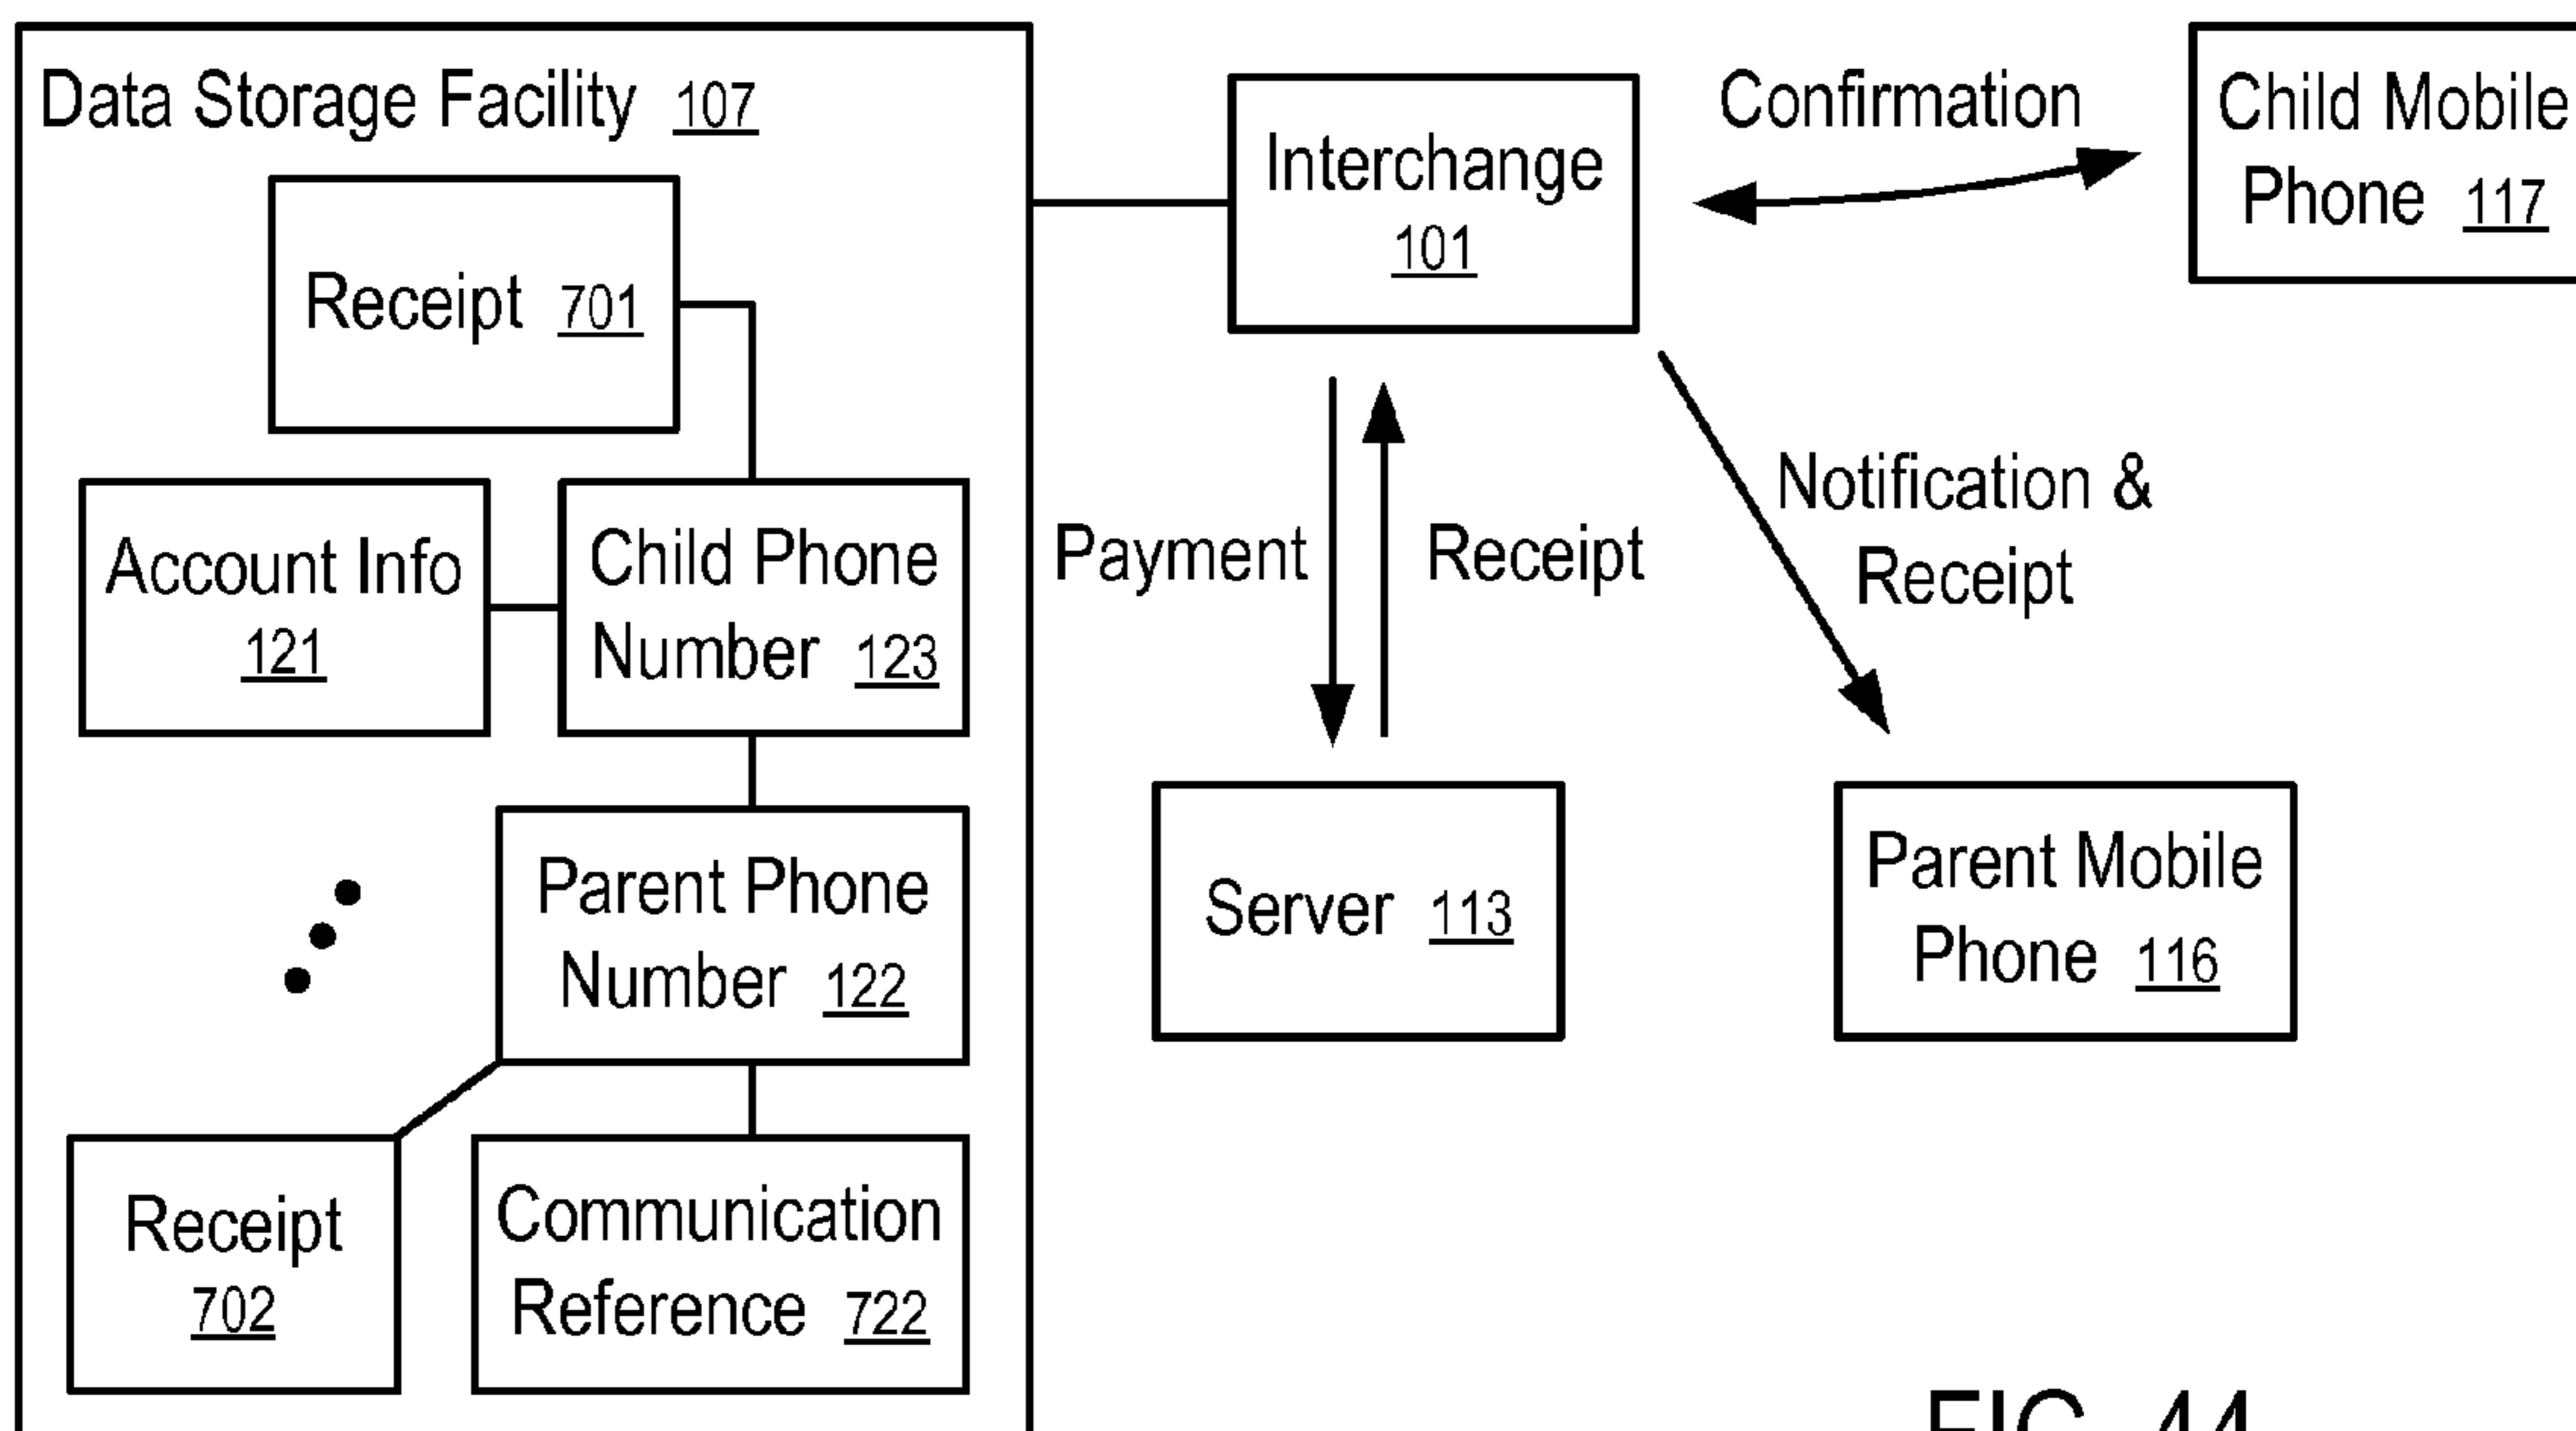 Data Storage Facility 107
Receipt 701
Account Info
121
Child Phone
Number 123
Parent Phone
Number 122
Receipt
702
Communication
Reference 722
Interchange
101
Confirmation
Child Mobile
Phone 117
Payment
Receipt
Notification &
Receipt
Server 113
Parent Mobile
Phone 116
FIG. 44